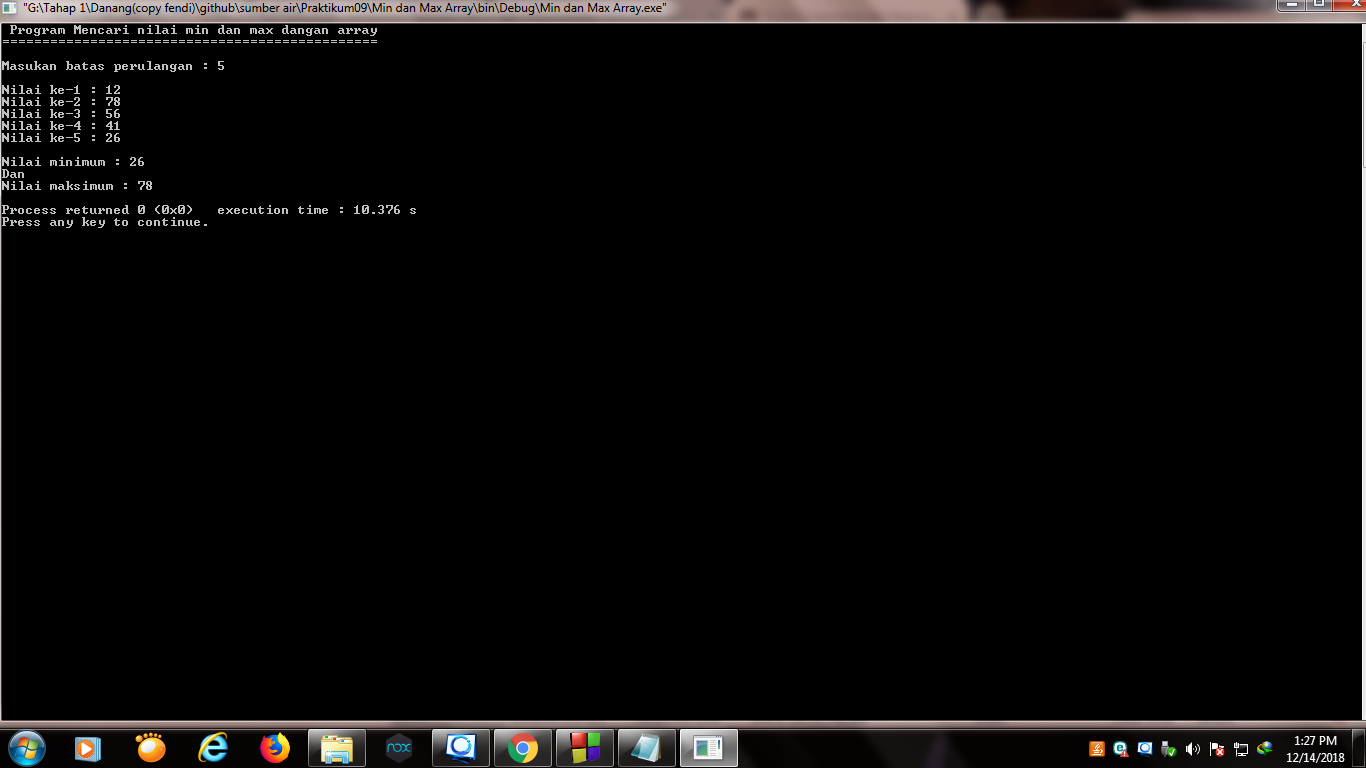 "G:\Tahap 1\Danang(copy fendi)\github\sumber air\Praktikum09\Min dan Max Array\bin\Debug\Min dan Max Array.exe"
Program Mencari nilai min dan max dangan array
===============================================
Masukan batas perulangan : 5
Nilai ke-1 : 12
Nilai ke-2 : 78
Nilai ke-3 : 56
Nilai ke-4 : 41
Nilai ke-5 : 26
Nilai minimum : 26
Dan
Nilai maksimum : 78
Process returned 0 (0x0)   execution time : 10.376 s
Press any key to continue.
nox
1:27 PM
12/14/2018